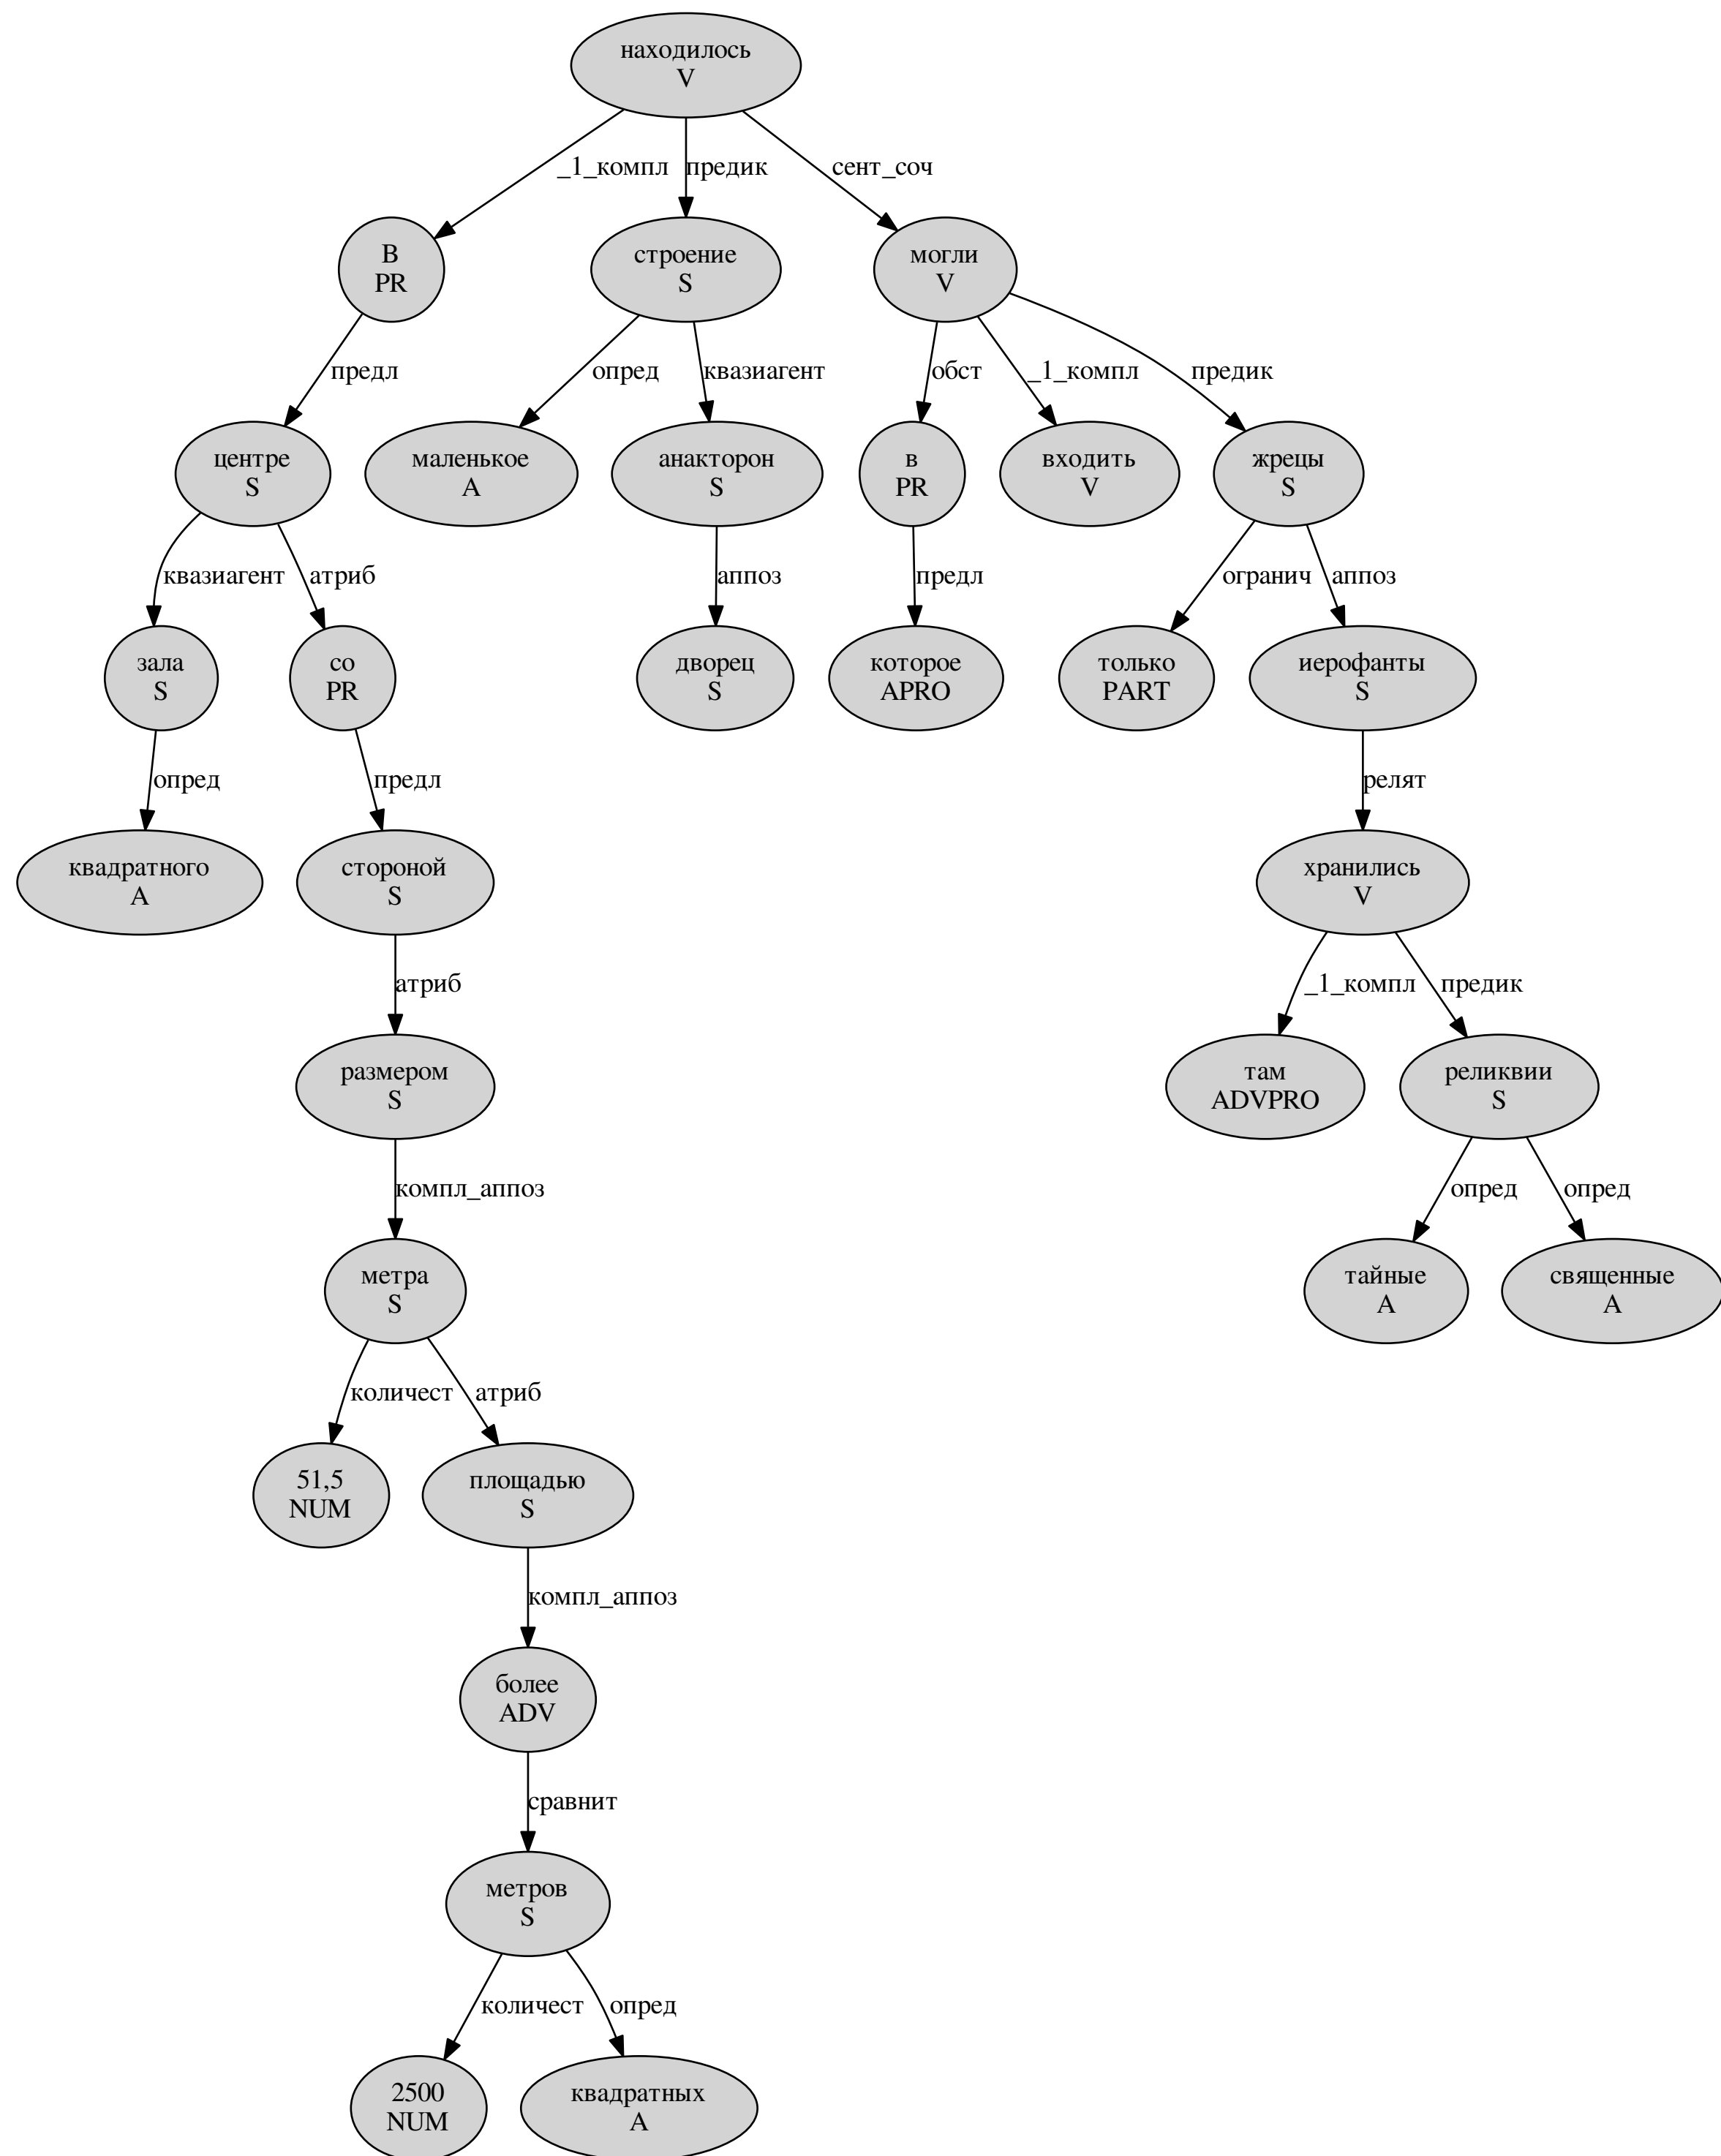 находилось
V
_1_компл
предик
сент_соч
В
PR
строение
S
могли
V
предл
опред
квазиагент
обст
_1_компл
предик
центре
S
маленькое
A
анакторон
S
в
PR
входить
V
жрецы
S
квазиагент
атриб
аппоз
предл
огранич
аппоз
зала
S
со
PR
дворец
S
которое
APRO
только
PART
иерофанты
S
опред
предл
релят
квадратного
A
стороной
S
хранились
V
атриб
_1_компл
предик
размером
S
там
ADVPRO
реликвии
S
компл_аппоз
опред
опред
метра
S
тайные
A
священные
A
количест
атриб
51,5
NUM
площадью
S
компл_аппоз
более
ADV
сравнит
метров
S
количест
опред
2500
NUM
квадратных
A